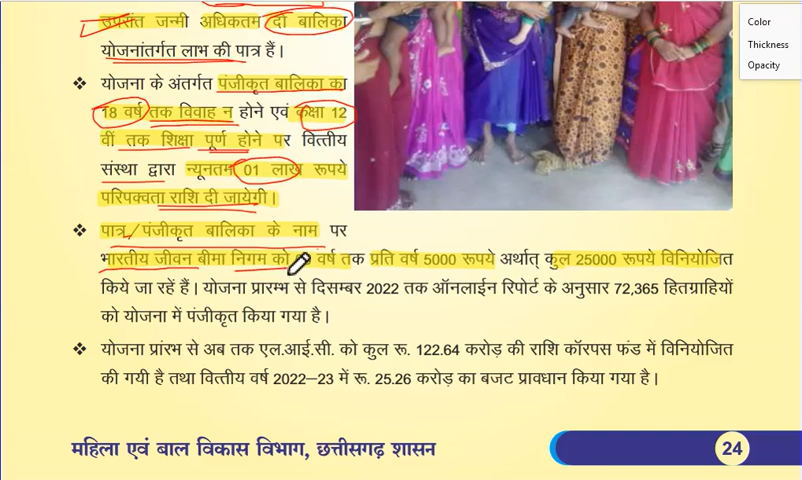 उपरांत जन्मी अधिकतम दो बालिका
योजनांतर्गत लाभ की पात्र हैं।
❖ योजना के अंतर्गत पंजीकृत बालिका का
18 वर्ष तक विवाह न होने एवं कक्षा 12
वीं तक शिक्षा पूर्ण होने पर वित्तीय
संस्था द्वारा न्यूनतम 01 लाख रूपये
परिपक्वता राशि दी जायेगी।
❖ पात्र/पंजीकृत बालिका के नाम पर
भारतीय जीवन बीमा निगम को वर्ष तक प्रति वर्ष 5000 रूपये अर्थात् कुल 25000 रूपये विनियोजित
किये जा रहें हैं। योजना प्रारम्भ से दिसम्बर 2022 तक ऑनलाईन रिपोर्ट के अनुसार 72,365 हितग्राहियों
को योजना में पंजीकृत किया गया है।
❖ योजना प्रांरभ से अब तक एल.आई.सी. को कुल रू. 122.64 करोड़ की राशि कॉरपस फंड में विनियोजित
की गयी है तथा वित्तीय वर्ष 2022–23 में रू. 25.26 करोड़ का बजट प्रावधान किया गया है।
महिला एवं बाल विकास विभाग, छत्तीसगढ़ शासन
24
Color
Thickness
Opacity